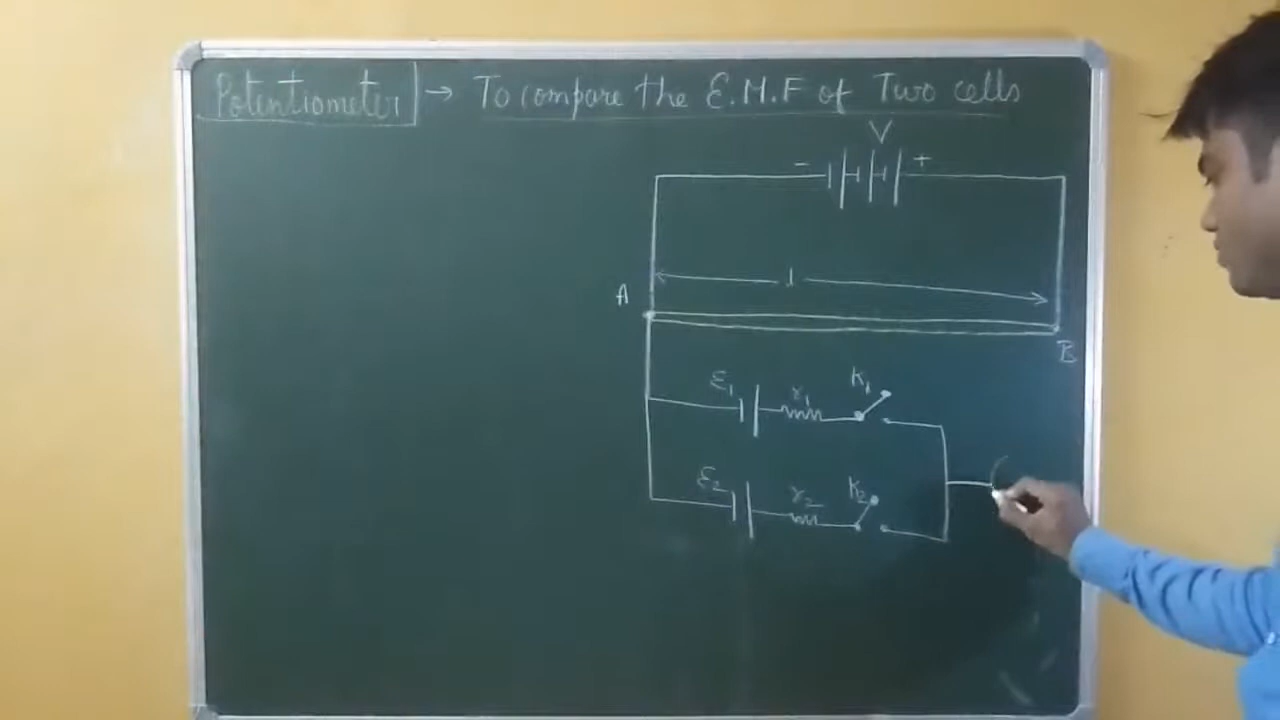 Potentiometer → To compare the E.M.F of Two cells
V
- +
l
A
B
ε₁ r₁ K₁
ε₂ r₂ K₂